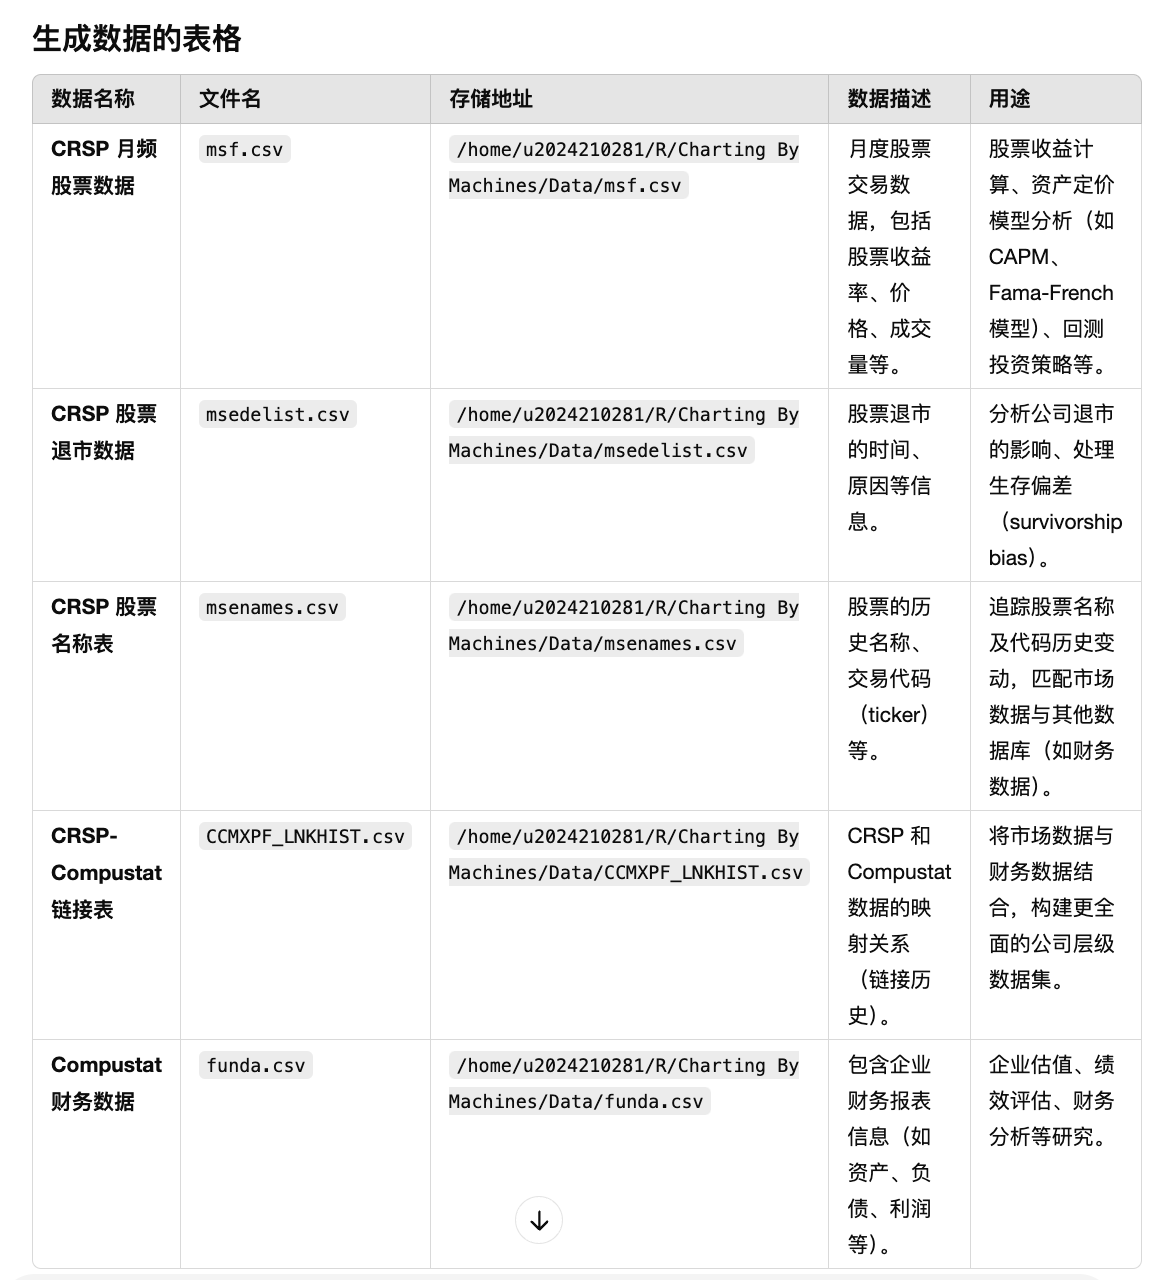 生成数据的表格
数据名称
文件名
存储地址
数据描述
用途
CRSP 月频
股票数据
msf.csv
/home/u2024210281/R/Charting By
Machines/Data/msf.csv
月度股票
交易数
据，包括
股票收益
率、价
格、成交
量等。
股票收益计
算、资产定价
模型分析（如
CAPM、
Fama-French
模型）、回测
投资策略等。
CRSP 股票
退市数据
msedelist.csv
/home/u2024210281/R/Charting By
Machines/Data/msedelist.csv
股票退市
的时间、
原因等信
息。
分析公司退市
的影响、处理
生存偏差
（survivorship
bias）。
CRSP 股票
名称表
msenames.csv
/home/u2024210281/R/Charting By
Machines/Data/msenames.csv
股票的历
史名称、
交易代码
（ticker）
等。
追踪股票名称
及代码历史变
动，匹配市场
数据与其他数
据库（如财务
数据）。
CRSP-
Compustat
链接表
CCMXPF_LNKHIST.csv
/home/u2024210281/R/Charting By
Machines/Data/CCMXPF_LNKHIST.csv
CRSP 和
Compustat
数据的映
射关系
（链接历
史）。
将市场数据与
财务数据结
合，构建更全
面的公司层级
数据集。
Compustat
财务数据
funda.csv
/home/u2024210281/R/Charting By
Machines/Data/funda.csv
包含企业
财务报表
信息（如
资产、负
债、利润
等）。
企业估值、绩
效评估、财务
分析等研究。